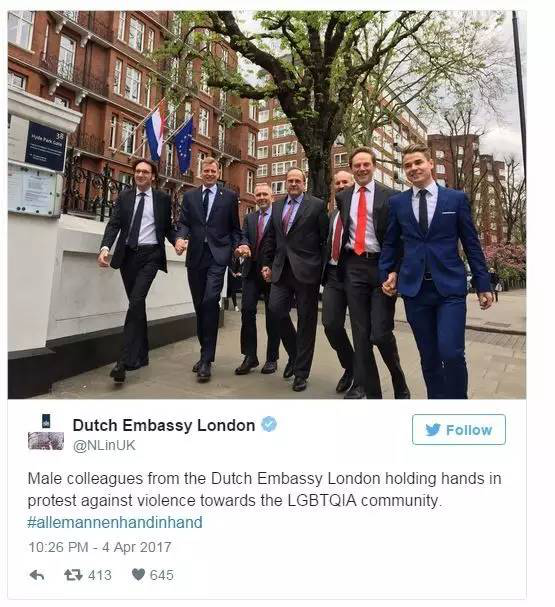 38
Hyde Park Gate
Dutch Embassy London
@NLinUK
Follow
Male colleagues from the Dutch Embassy London holding hands in
protest against violence towards the LGBTQIA community.
#allemannenhandinhand
10:26 PM - 4 Apr 2017
413 645